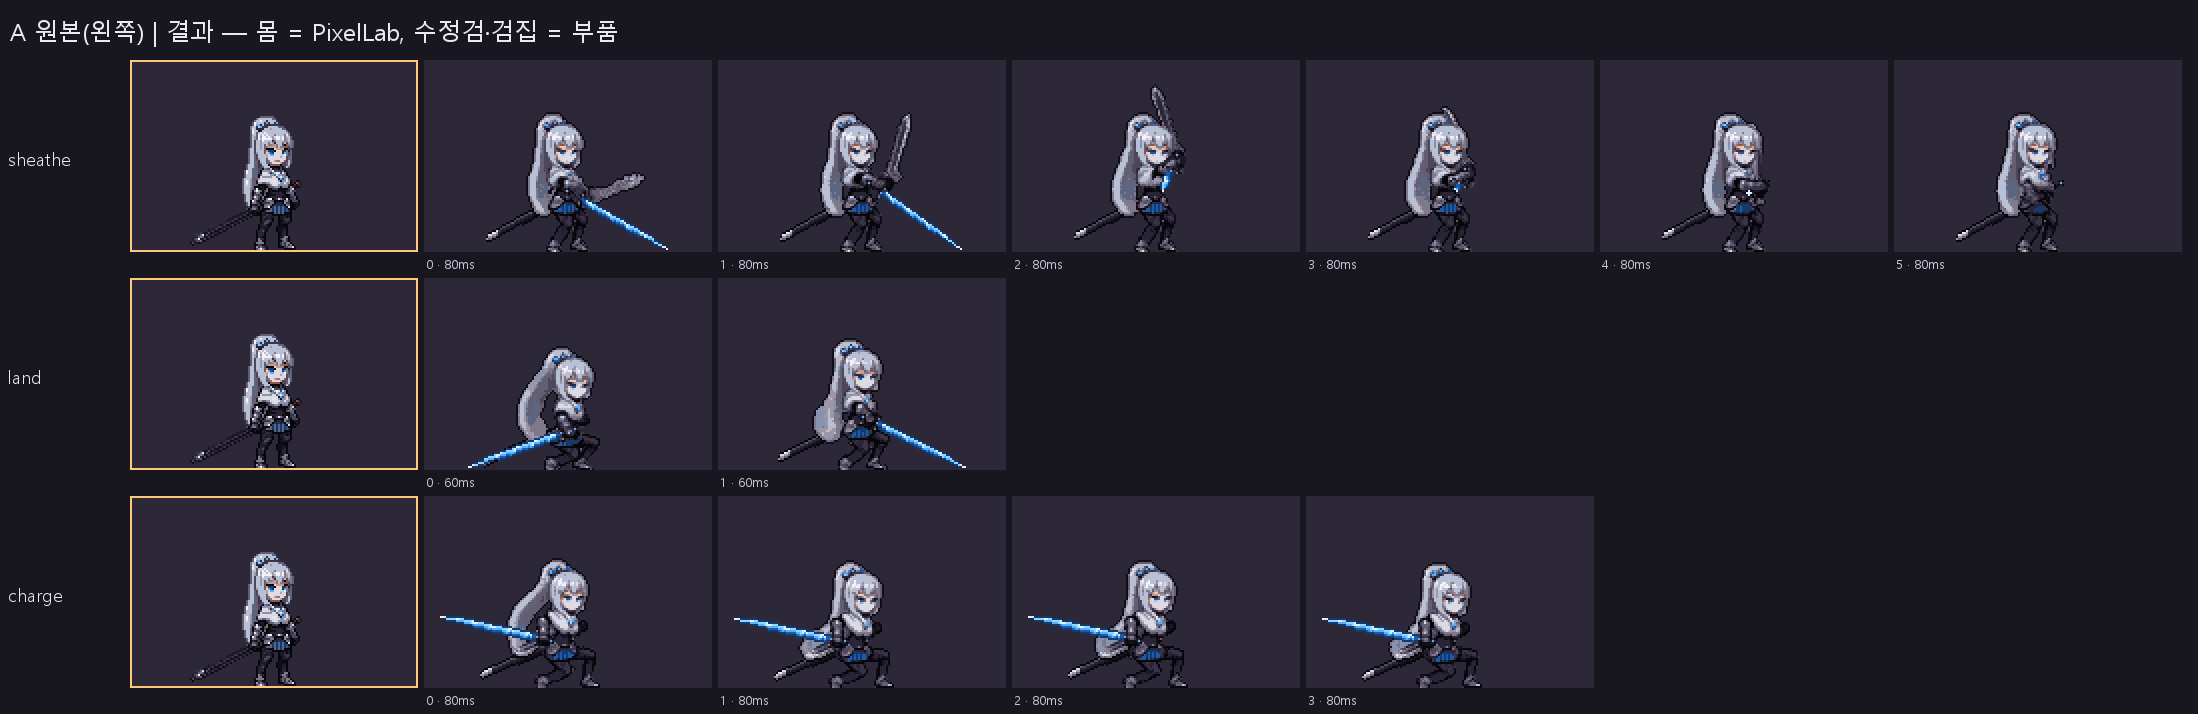 A 원본(왼쪽) | 결과 — 몸 = PixelLab, 수정검·검집 = 부품
sheathe
0 · 80ms
1 · 80ms
2 · 80ms
3 · 80ms
4 · 80ms
5 · 80ms
land
0 · 60ms
1 · 60ms
charge
0 · 80ms
1 · 80ms
2 · 80ms
3 · 80ms